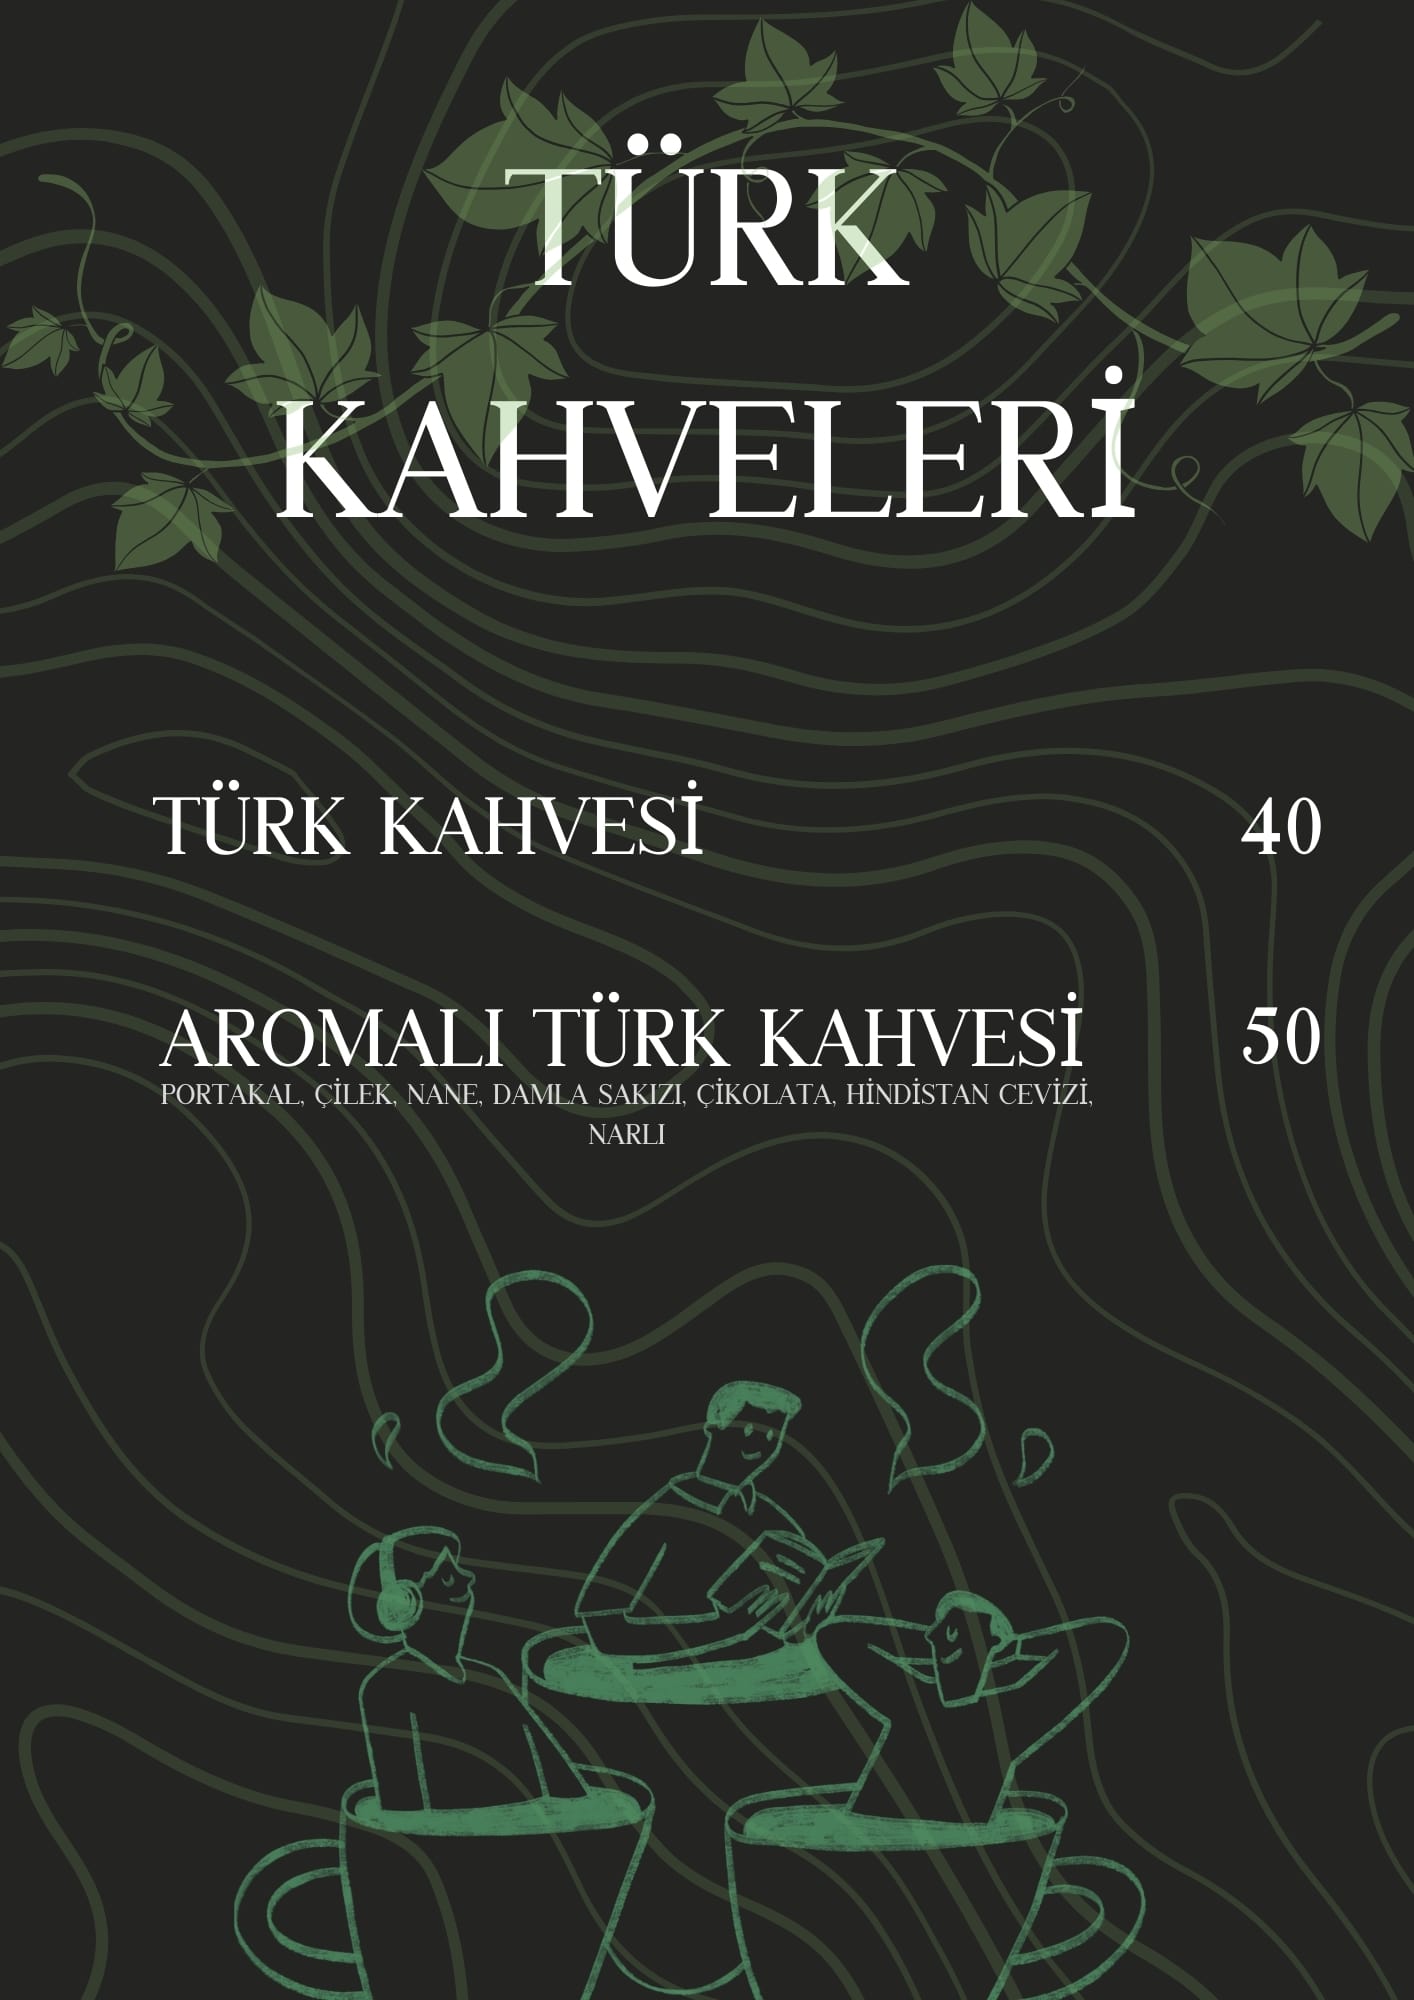 TÜRK
KAHVELERİ
TÜRK KAHVESİ 40
AROMALI TÜRK KAHVESİ 50
PORTAKAL, ÇİLEK, NANE, DAMLA SAKIZI, ÇİKOLATA, HİNDİSTAN CEVİZİ,
NARLI